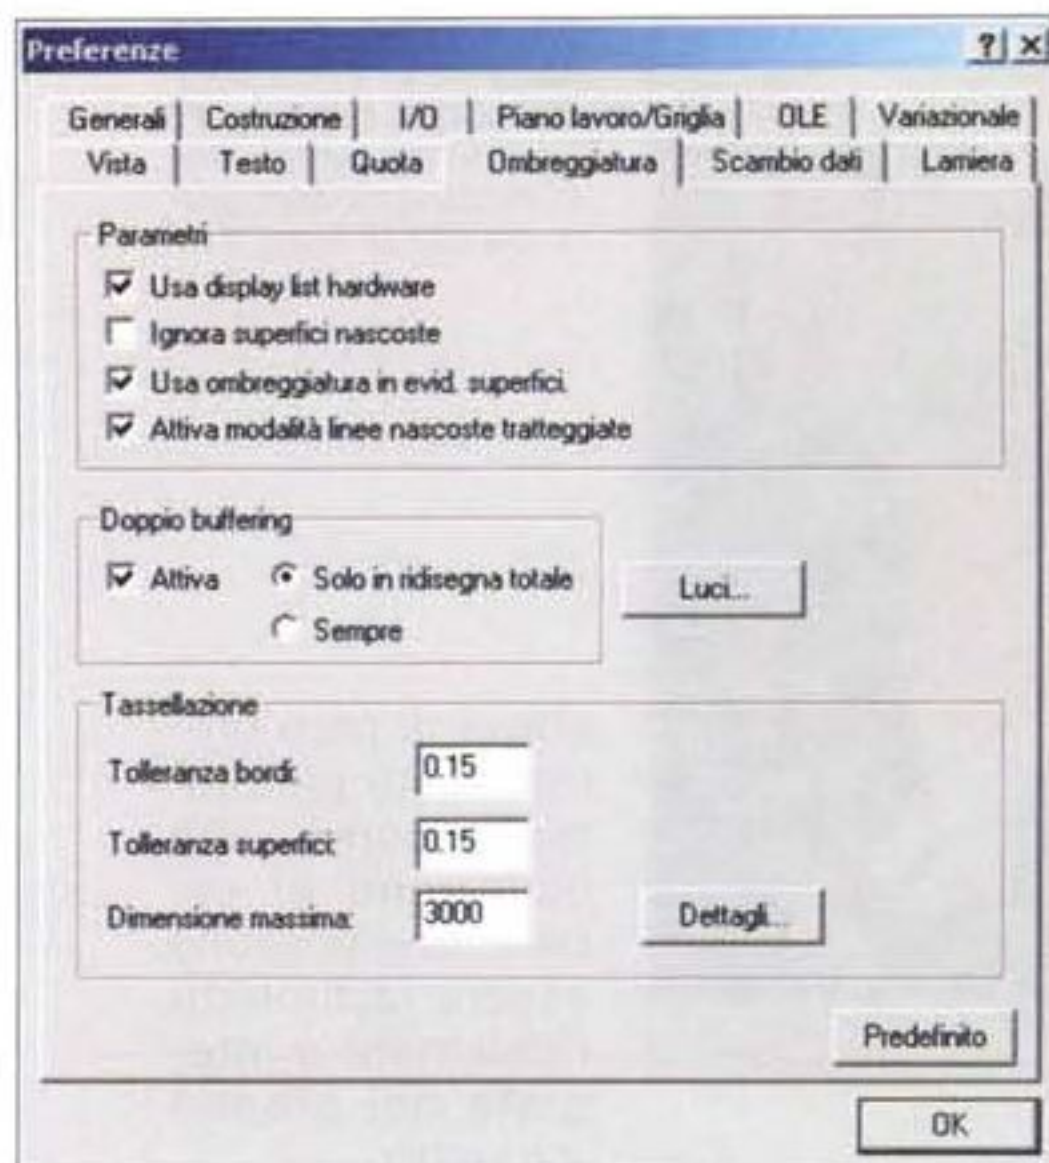 Preferenze
Generali Costruzione I/O Piano lavoro/Griglia OLE Variazionale
Vista Testo Quota Ombreggiatura Scambio dati Lamiera
Parametri
Usa display list hardware
Ignora superfici nascoste
Usa ombreggiatura in evid. superfici.
Attiva modalità linee nascoste tratteggiate
Doppio buffering
Attiva Solo in ridisegna totale
Sempre
Luci...
Tassellazione
Tolleranza bordi: 0.15
Tolleranza superfici: 0.15
Dimensione massima: 3000
Dettagli...
Predefinito
OK